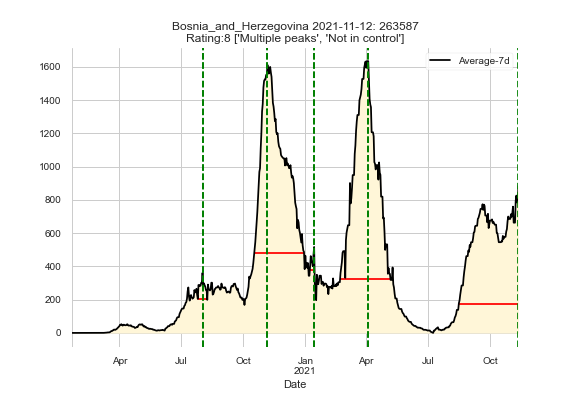 Bosnia_and_Herzegovina 2021-11-12: 263587
Rating:8 ['Multiple peaks', 'Not in control']
Average-7d
1600
1400
1200
1000
800
600
400
200
0
Apr Jul Oct Jan Apr Jul Oct
2021
Date